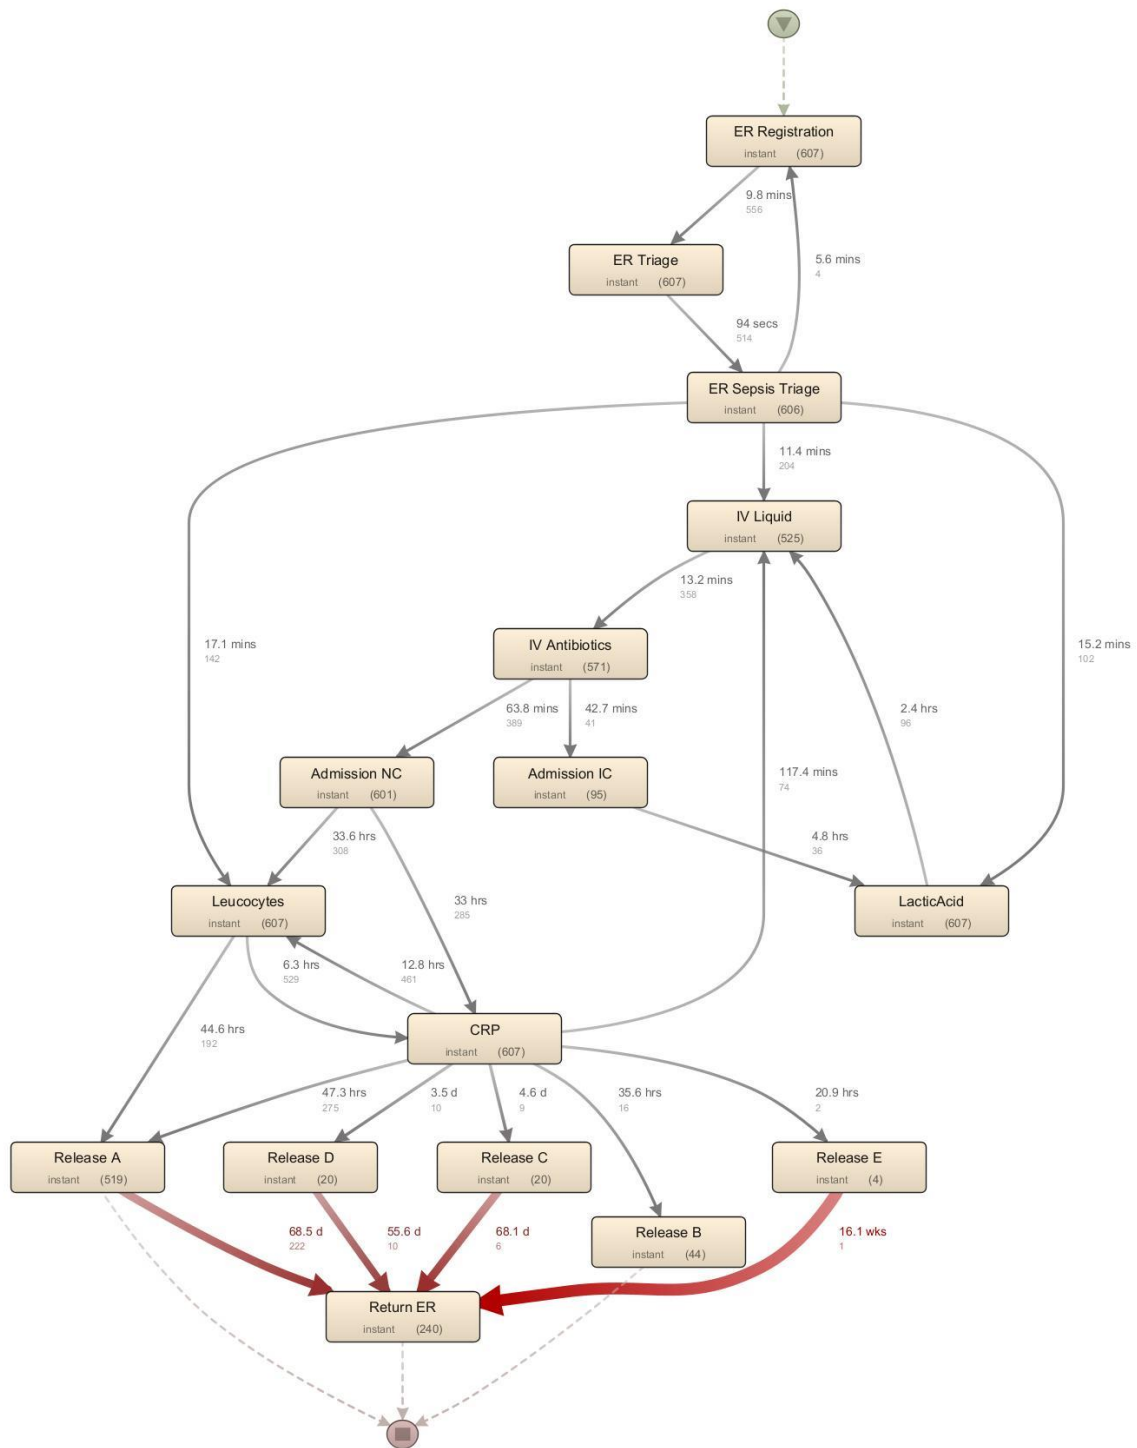 ER Registration
instant (607)
9.8 mins
556
ER Triage
instant (607)
5.6 mins
4
94 secs
514
ER Sepsis Triage
instant (606)
11.4 mins
204
IV Liquid
instant (525)
13.2 mins
358
17.1 mins
142
IV Antibiotics
instant (571)
15.2 mins
102
63.8 mins
389
42.7 mins
41
2.4 hrs
96
Admission NC
instant (601)
Admission IC
instant (95)
117.4 mins
74
33.6 hrs
308
4.8 hrs
36
Leucocytes
instant (607)
33 hrs
285
LacticAcid
instant (607)
6.3 hrs
529
12.8 hrs
461
44.6 hrs
192
CRP
instant (607)
47.3 hrs
275
3.5 d
10
4.6 d
9
35.6 hrs
16
20.9 hrs
2
Release A
instant (519)
Release D
instant (20)
Release C
instant (20)
Release E
instant (4)
68.5 d
222
55.6 d
10
68.1 d
6
Release B
instant (44)
16.1 wks
1
Return ER
instant (240)